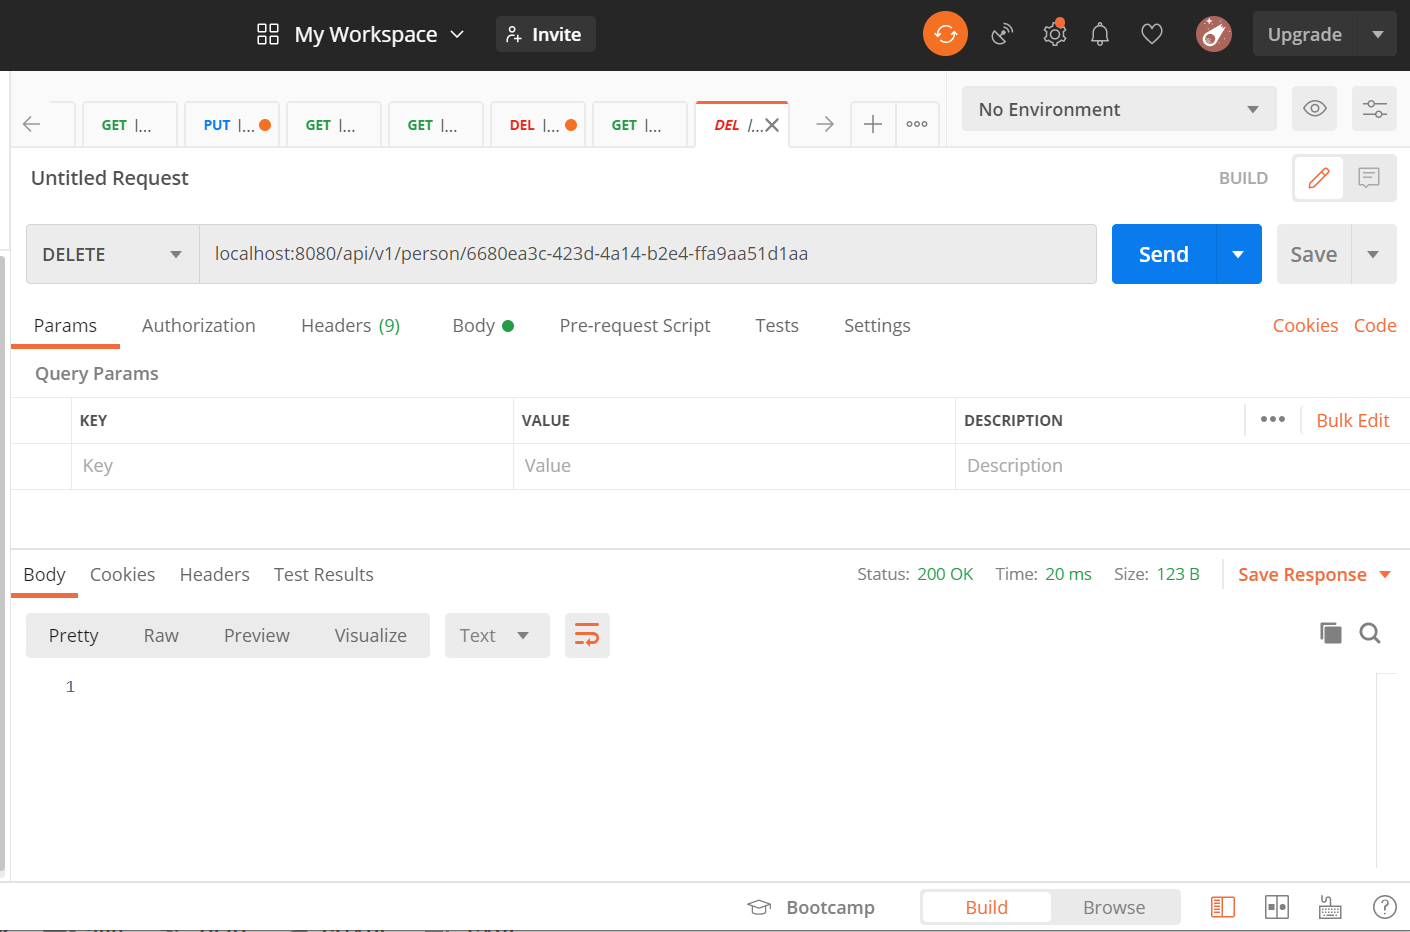 My Workspace Invite Upgrade
GET |... PUT |... GET |... GET |... DEL |... GET |... DEL /... No Environment
Untitled Request BUILD
DELETE localhost:8080/api/v1/person/6680ea3c-423d-4a14-b2e4-ffa9aa51d1aa Send Save
Params Authorization Headers (9) Body Pre-request Script Tests Settings Cookies Code
Query Params
KEY VALUE DESCRIPTION ••• Bulk Edit
Key Value Description
Body Cookies Headers Test Results Status: 200 OK Time: 20 ms Size: 123 B Save Response
Pretty Raw Preview Visualize Text
1
Bootcamp Build Browse